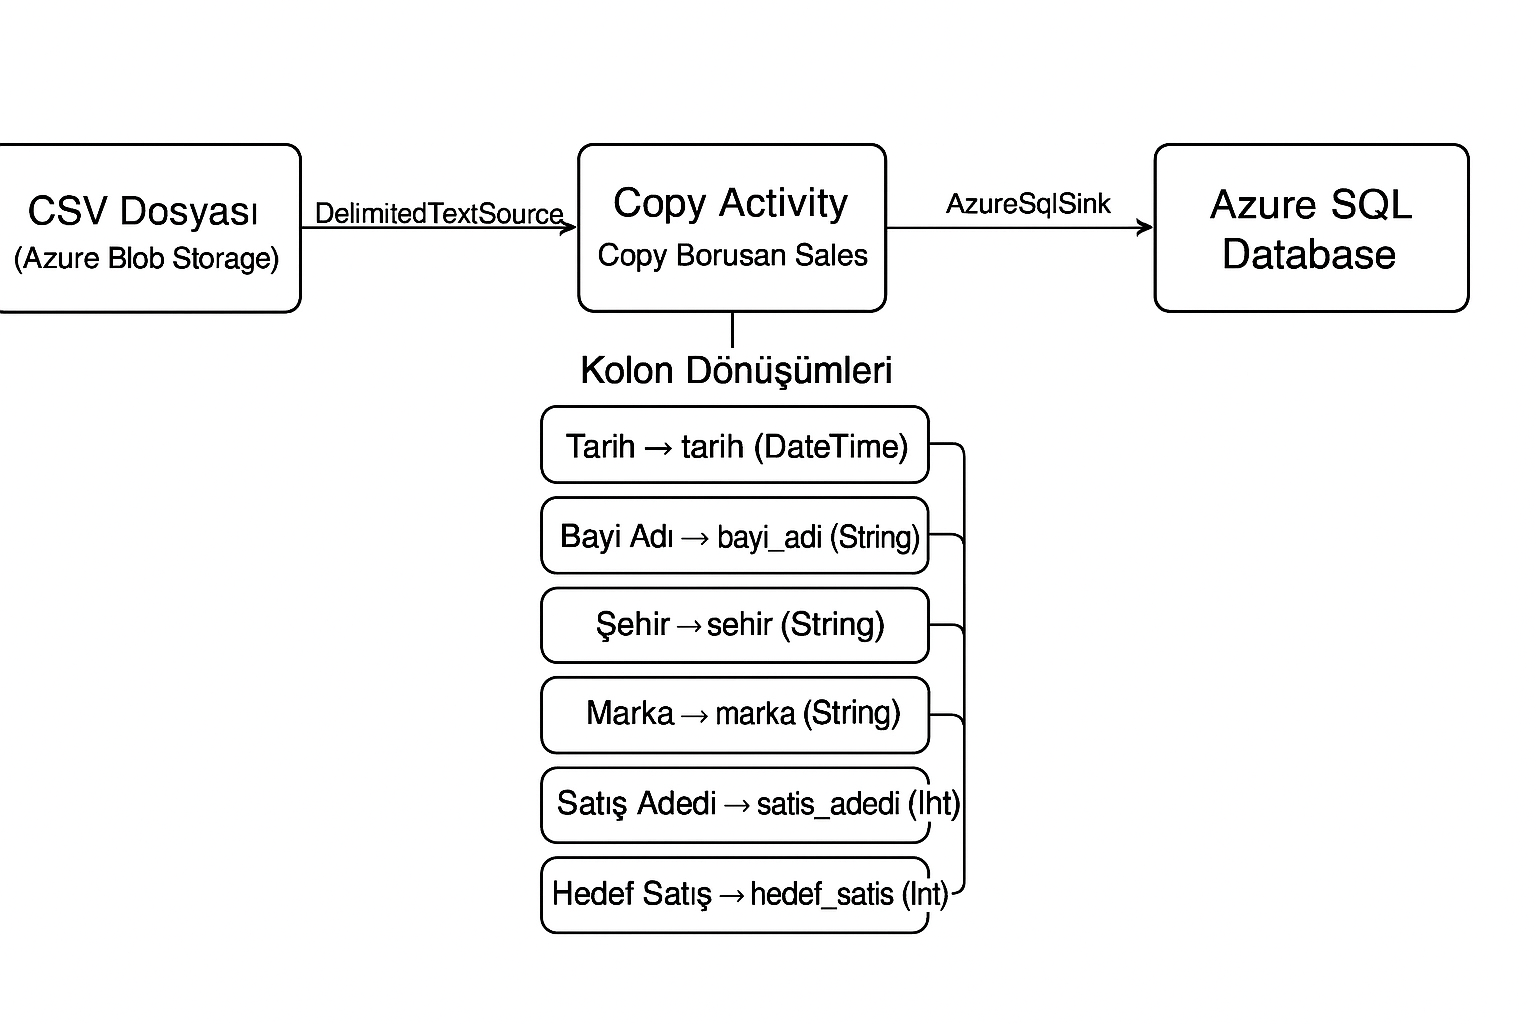 CSV Dosyası
(Azure Blob Storage)
DelimitedTextSource
Copy Activity
Copy Borusan Sales
AzureSqlSink
Azure SQL
Database
Kolon Dönüşümleri
Tarih → tarih (DateTime)
Bayi Adı → bayi_adi (String)
Şehir → sehir (String)
Marka → marka (String)
Satış Adedi → satis_adedi (Iht)
Hedef Satış → hedef_satis (Int)